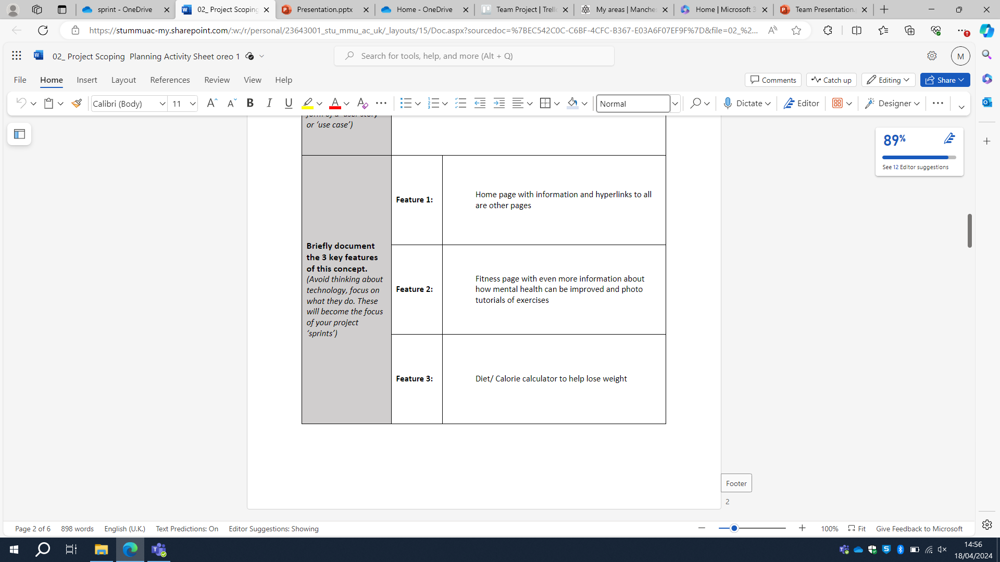 sprint - OneDrive
02_ Project Scoping
Presentation.pptx
Home - OneDrive
Team Project | Trell
My areas | Manches
Home | Microsoft 3
Team Presentation.
https://stummuac-my.sharepoint.com/:w:/r/personal/23643001_stu_mmu_ac_uk/_layouts/15/Doc.aspx?sourcedoc=%7BEC542C0C-C6BF-4CFC-B367-E03A6F07EF9F%7D&file=02_%2...
02_ Project Scoping Planning Activity Sheet oreo 1
Search for tools, help, and more (Alt + Q)
M
File Home Insert Layout References Review View Help
Comments Catch up Editing Share
Calibri (Body) 11 Normal Dictate Editor Designer
or ‘use case’)
89%
See 12 Editor suggestions
Briefly document
the 3 key features
of this concept.
(Avoid thinking about
technology, focus on
what they do. These
will become the focus
of your project
‘sprints’)
Feature 1:
Home page with information and hyperlinks to all
are other pages
Feature 2:
Fitness page with even more information about
how mental health can be improved and photo
tutorials of exercises
Feature 3:
Diet/ Calorie calculator to help lose weight
Footer
2
Page 2 of 6 898 words English (U.K.) Text Predictions: On Editor Suggestions: Showing
100% Fit Give Feedback to Microsoft
14:56
18/04/2024